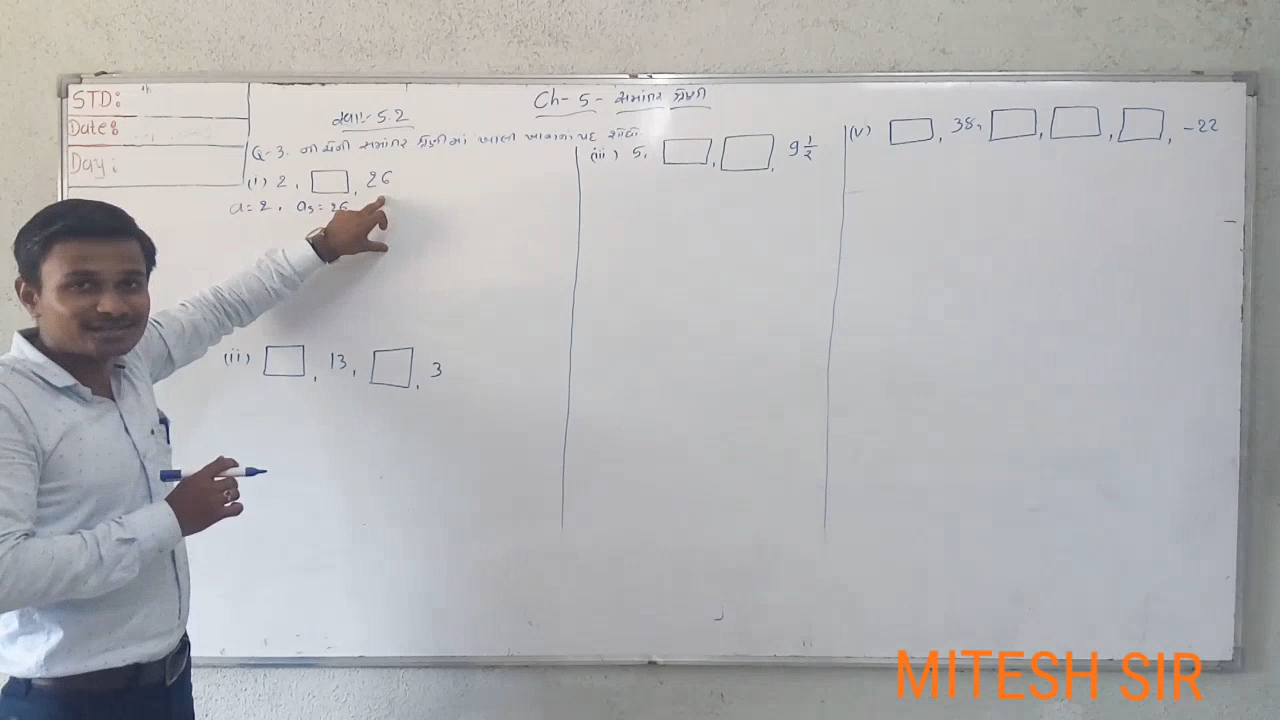 STD: th
Date:
Day:
Ch - 5 - સમાંતર શ્રેણી
સ્વા - 5.2
Q-3. નીચેની સમાંતર શ્રેણીમાં ખાલી ખાનાના પદ શોધો
(i) 2, □, 26
a = 2, a₃ = 26
(ii) □, 13, □, 3
(iii) 5, □, □, 9 1/2
(v) □, 38, □, □, □, -22
MITESH SIR